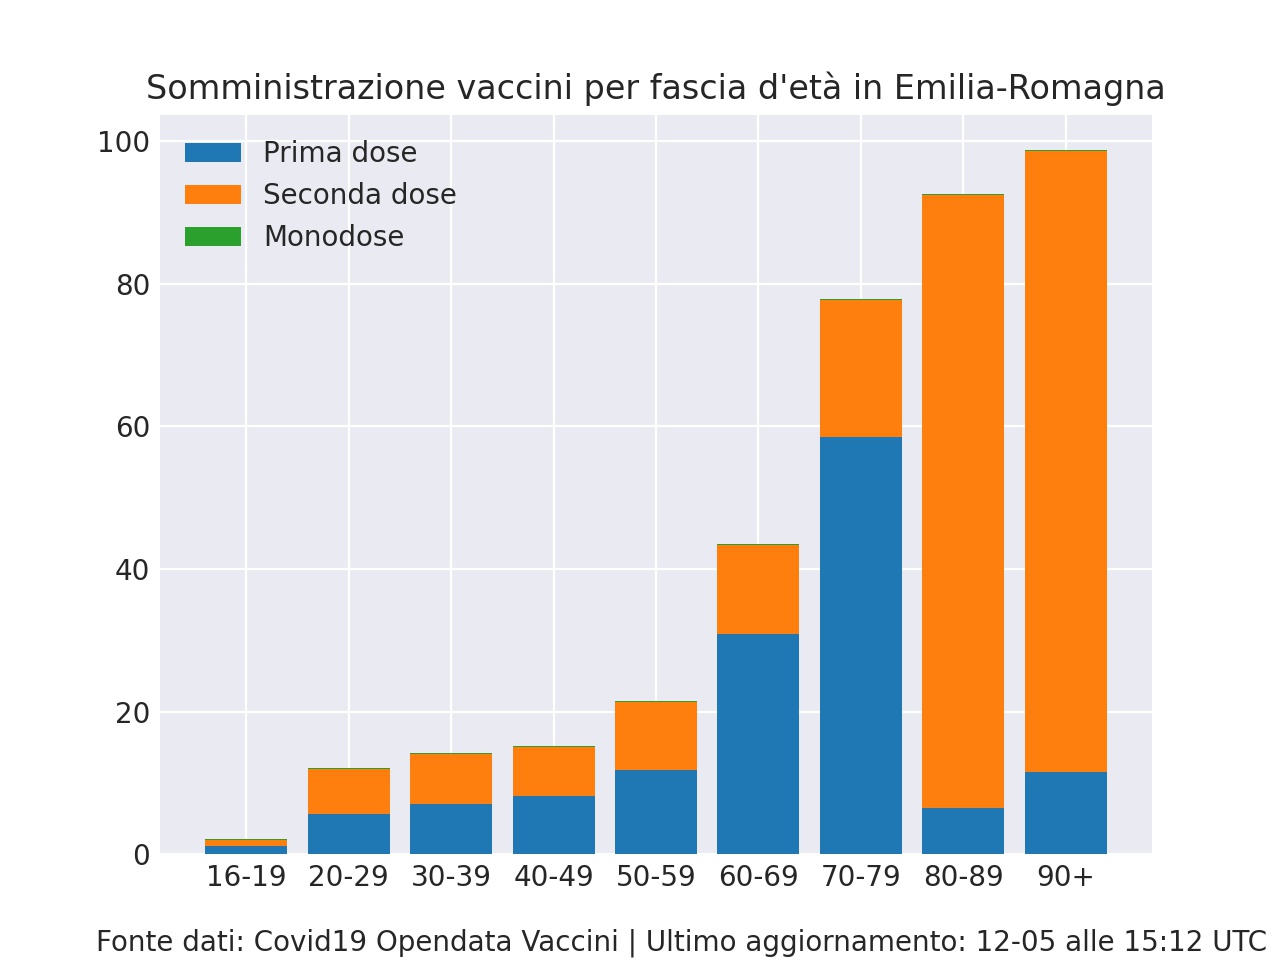 Somministrazione vaccini per fascia d'età in Emilia-Romagna
100
80
60
40
20
0
Prima dose
Seconda dose
Monodose
16-19 20-29 30-39 40-49 50-59 60-69 70-79 80-89 90+
Fonte dati: Covid19 Opendata Vaccini | Ultimo aggiornamento: 12-05 alle 15:12 UTC